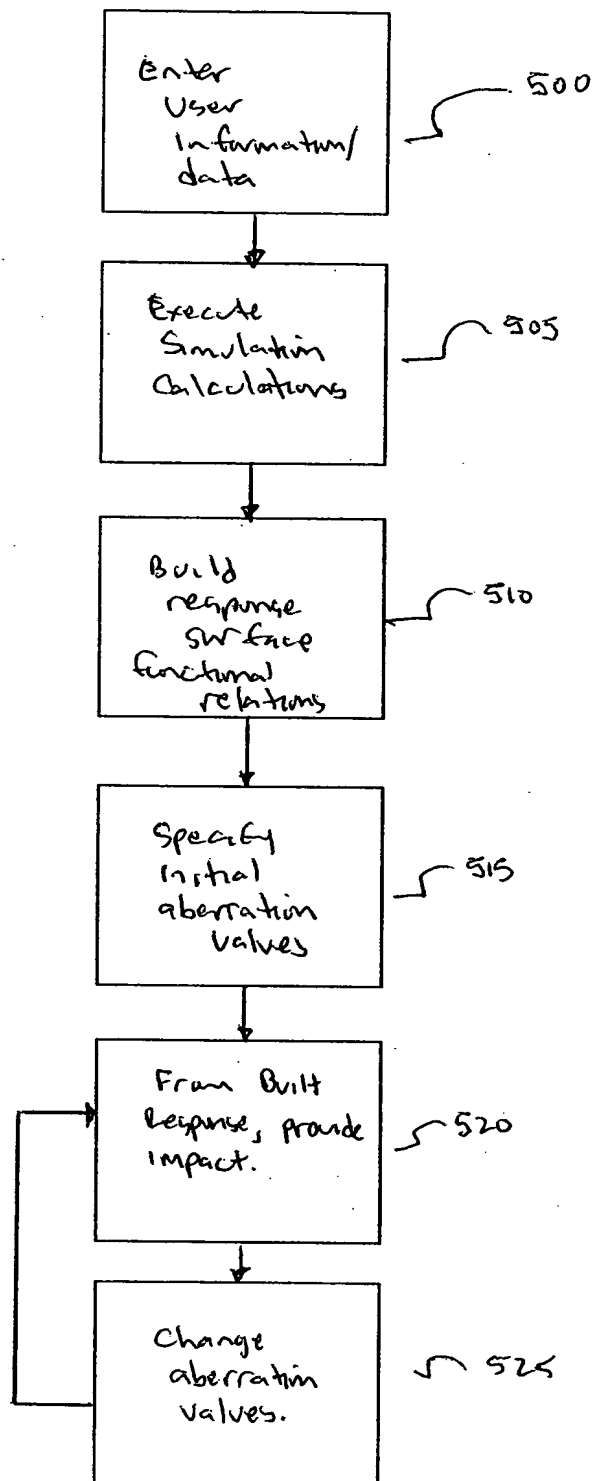 Enter
User
Information/
data
500
Execute
Simulation
Calculations
505
Build
response
surface
functional
relations
510
Specify
initial
aberration
values
515
From Built
Response, provide
impact.
520
Change
aberration
values.
525